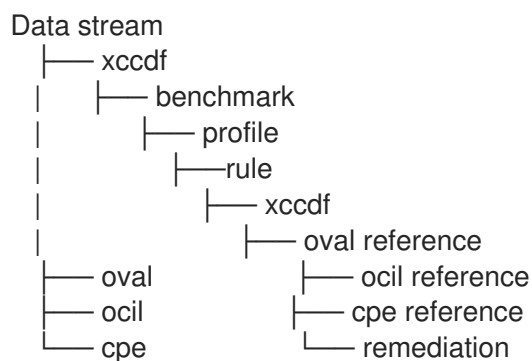 Data stream
├── xccdf
| ├── benchmark
| ├── profile
| ├──rule
| ├── xccdf
| ├── oval reference
├── oval ├── ocil reference
├── ocil ├── cpe reference
└── cpe └── remediation